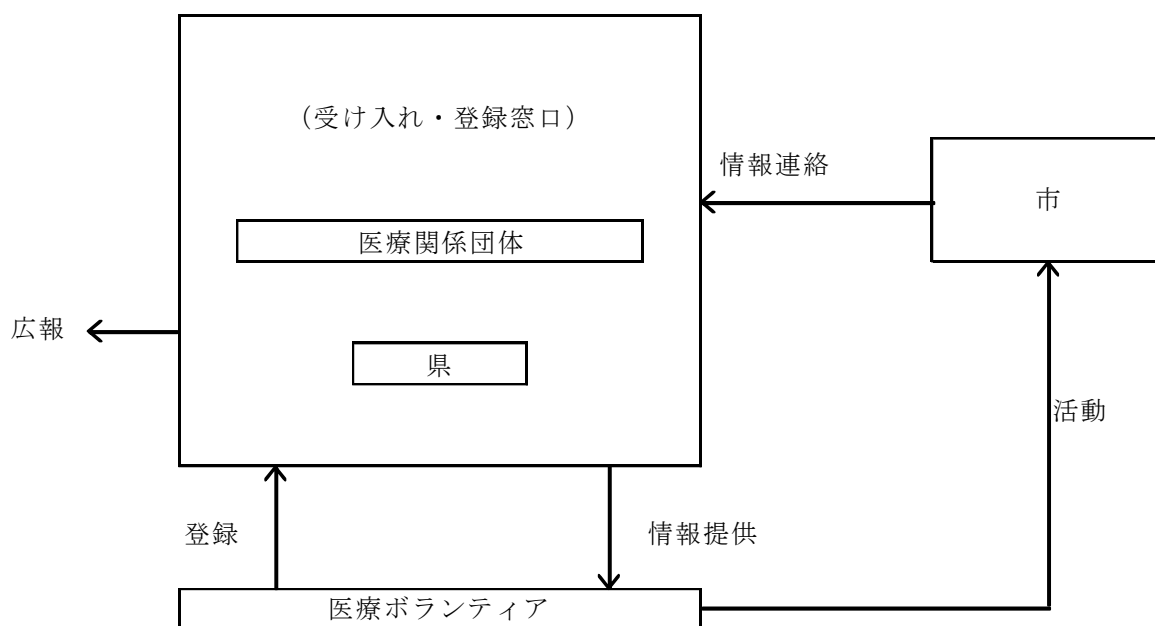 （受け入れ・登録窓口）
情報連絡
市
医療関係団体
広報
県
活動
登録
情報提供
医療ボランティア